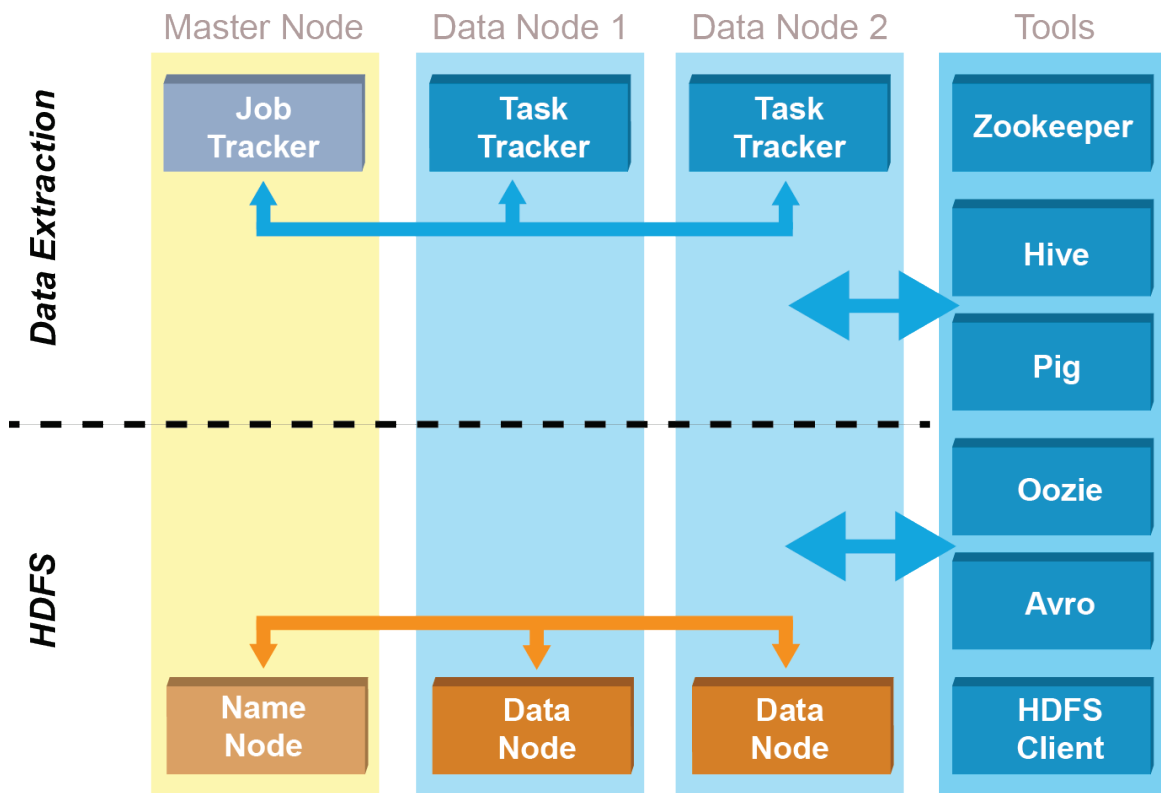 Master Node
Data Node 1
Data Node 2
Tools
Data Extraction
Job
Tracker
Task
Tracker
Task
Tracker
Zookeeper
Hive
Pig
HDFS
Oozie
Avro
Name
Node
Data
Node
Data
Node
HDFS
Client